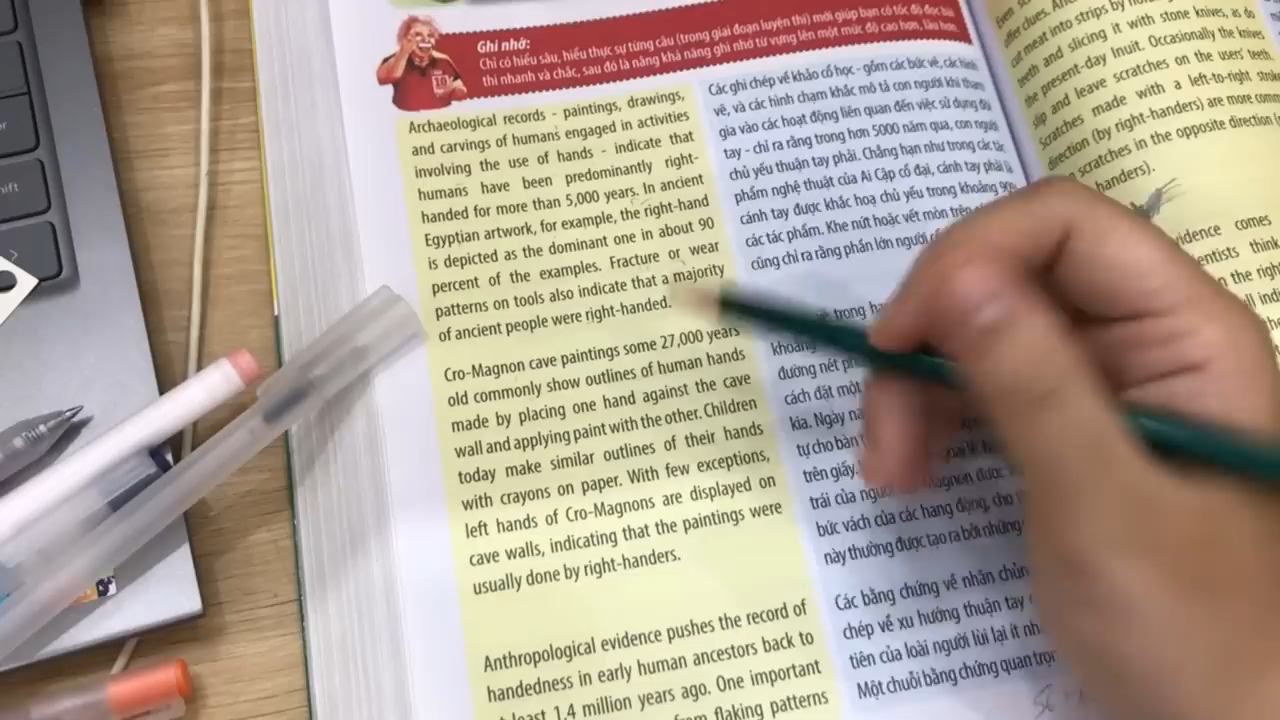 Ghi nhớ:
Chỉ có hiểu sâu, hiểu thực sự từng câu (trong giai đoạn luyện thi) mới giúp bạn có tốc độ đọc bài
thi nhanh và chắc, sau đó là nâng khả năng ghi nhớ từ vựng lên một mức độ cao hơn, lâu hơn.
Archaeological records - paintings, drawings,
and carvings of humans engaged in activities
involving the use of hands - indicate that
humans have been predominantly right-
handed for more than 5,000 years. In ancient
Egyptian artwork, for example, the right-hand
is depicted as the dominant one in about 90
percent of the examples. Fracture or wear
patterns on tools also indicate that a majority
of ancient people were right-handed.
Cro-Magnon cave paintings some 27,000 years
old commonly show outlines of human hands
made by placing one hand against the cave
wall and applying paint with the other. Children
today make similar outlines of their hands
with crayons on paper. With few exceptions,
left hands of Cro-Magnons are displayed on
cave walls, indicating that the paintings were
usually done by right-handers.
Anthropological evidence pushes the record of
handedness in early human ancestors back to
least 1,4 million years ago. One important
flaking patterns
Các ghi chép về khảo cổ học - gồm các bức vẽ, các hình
vẽ, và các hình chạm khắc mô tả con người khi tham
gia vào các hoạt động liên quan đến việc sử dụng đôi
tay - chỉ ra rằng trong hơn 5000 năm qua, con người
chủ yếu thuận tay phải. Chẳng hạn như trong các tác
phẩm nghệ thuật của Ai Cập cổ đại, cánh tay phải là
cánh tay được khắc hoạ chủ yếu trong khoảng 90%
các tác phẩm. Khe nứt hoặc vết mòn trên
cũng chỉ ra rằng phần lớn người
trong
khoảng
đường nét
cách đặt một
kia. Ngày
tự cho bàn
trên giấy.
trái của
bức vách của các hang động, cho
này thường được tạo ra bởi những
Các bằng chứng về nhân chủng
chép về xu hướng thuận tay
tiên của loài người lùi lại ít
Một chuỗi bằng chứng quan
offer clues.
cut meat into strips by
teeth and slicing it with stone knives, as do
the present-day Inuit. Occasionally the knives
slip and leave scratches on the users' teeth.
Scratches made with a left-to-right stroke
direction (by right-handers) are more
scratches in the opposite direction
handers).
evidence comes
think
the right
shift